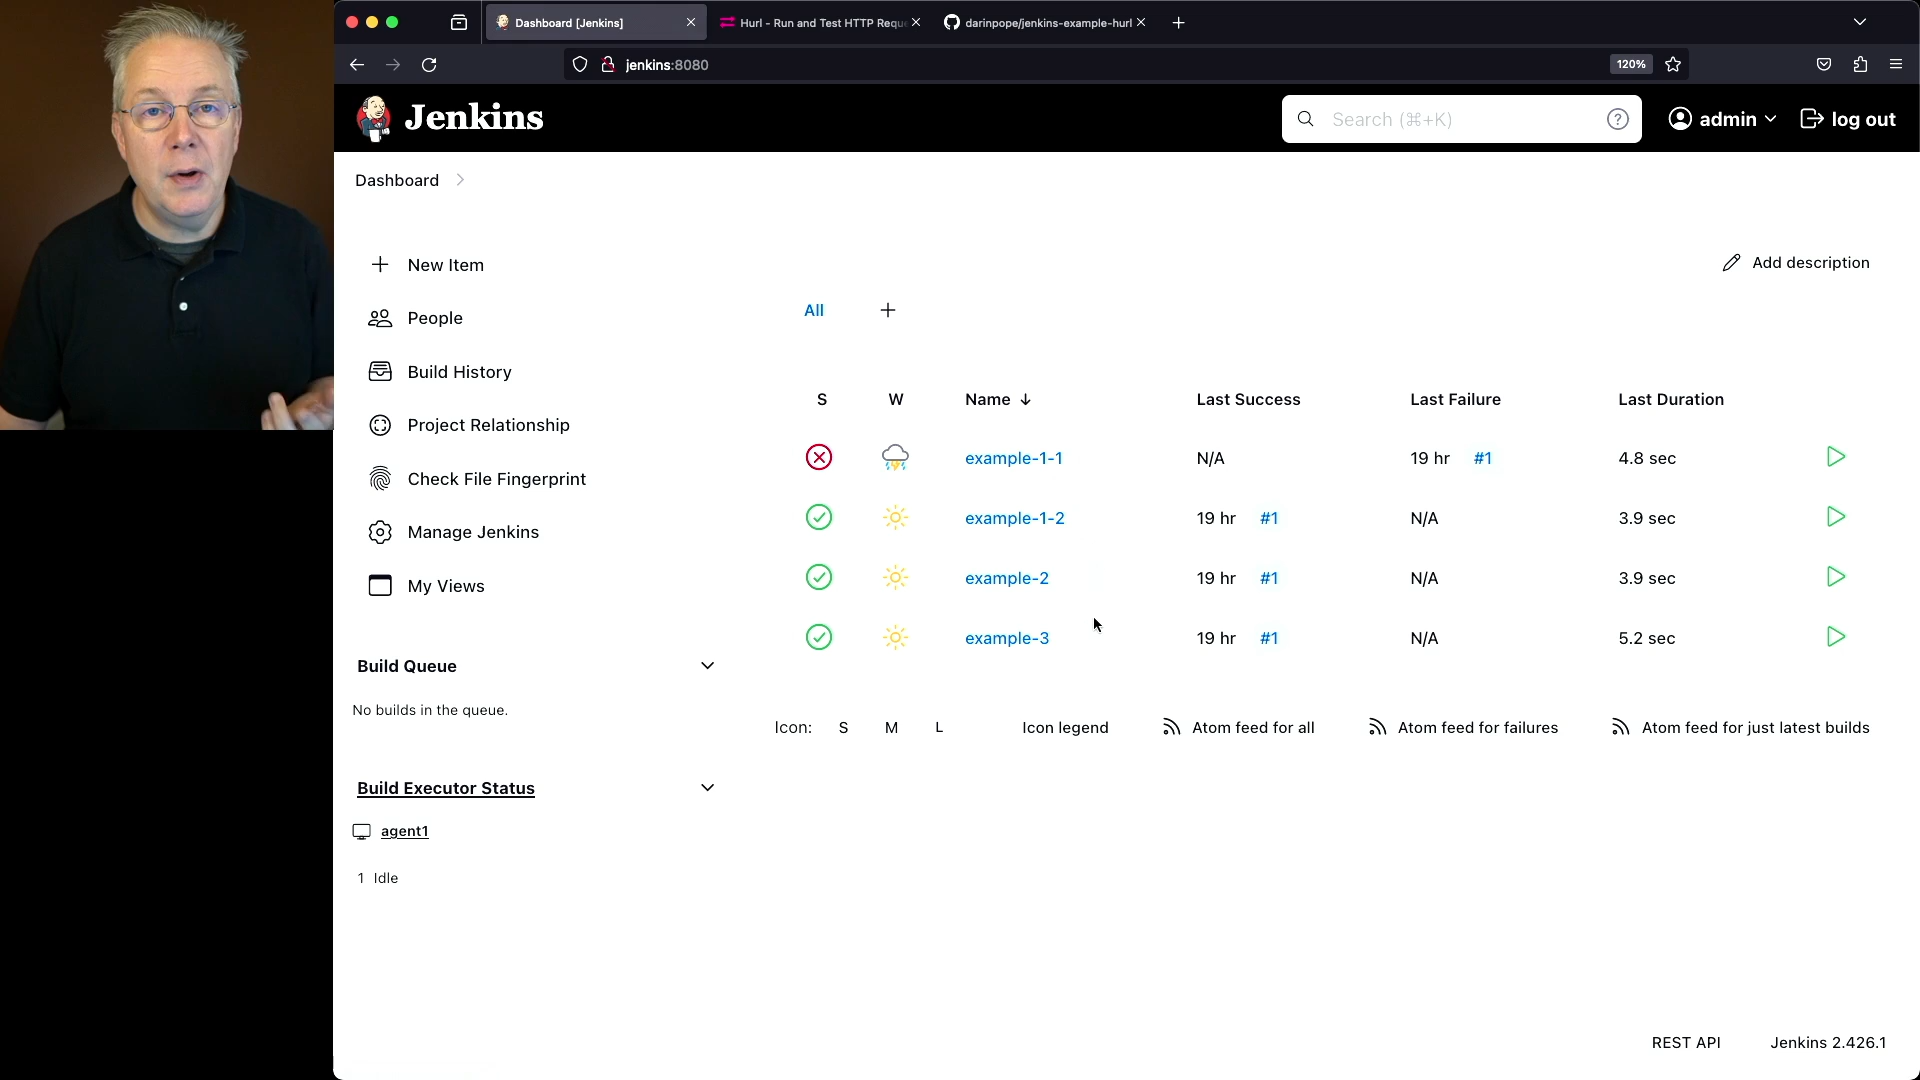 Dashboard [Jenkins]
Hurl - Run and Test HTTP Reque
darinpope/jenkins-example-hurl
jenkins:8080
120%
Jenkins
Search (⌘+K)
?
admin
log out
Dashboard
New Item
People
Build History
Project Relationship
Check File Fingerprint
Manage Jenkins
My Views
Add description
All
S W Name ↓ Last Success Last Failure Last Duration
example-1-1 N/A 19 hr #1 4.8 sec
example-1-2 19 hr #1 N/A 3.9 sec
example-2 19 hr #1 N/A 3.9 sec
example-3 19 hr #1 N/A 5.2 sec
Icon: S M L Icon legend Atom feed for all Atom feed for failures Atom feed for just latest builds
Build Queue
No builds in the queue.
Build Executor Status
agent1
1 Idle
REST API Jenkins 2.426.1